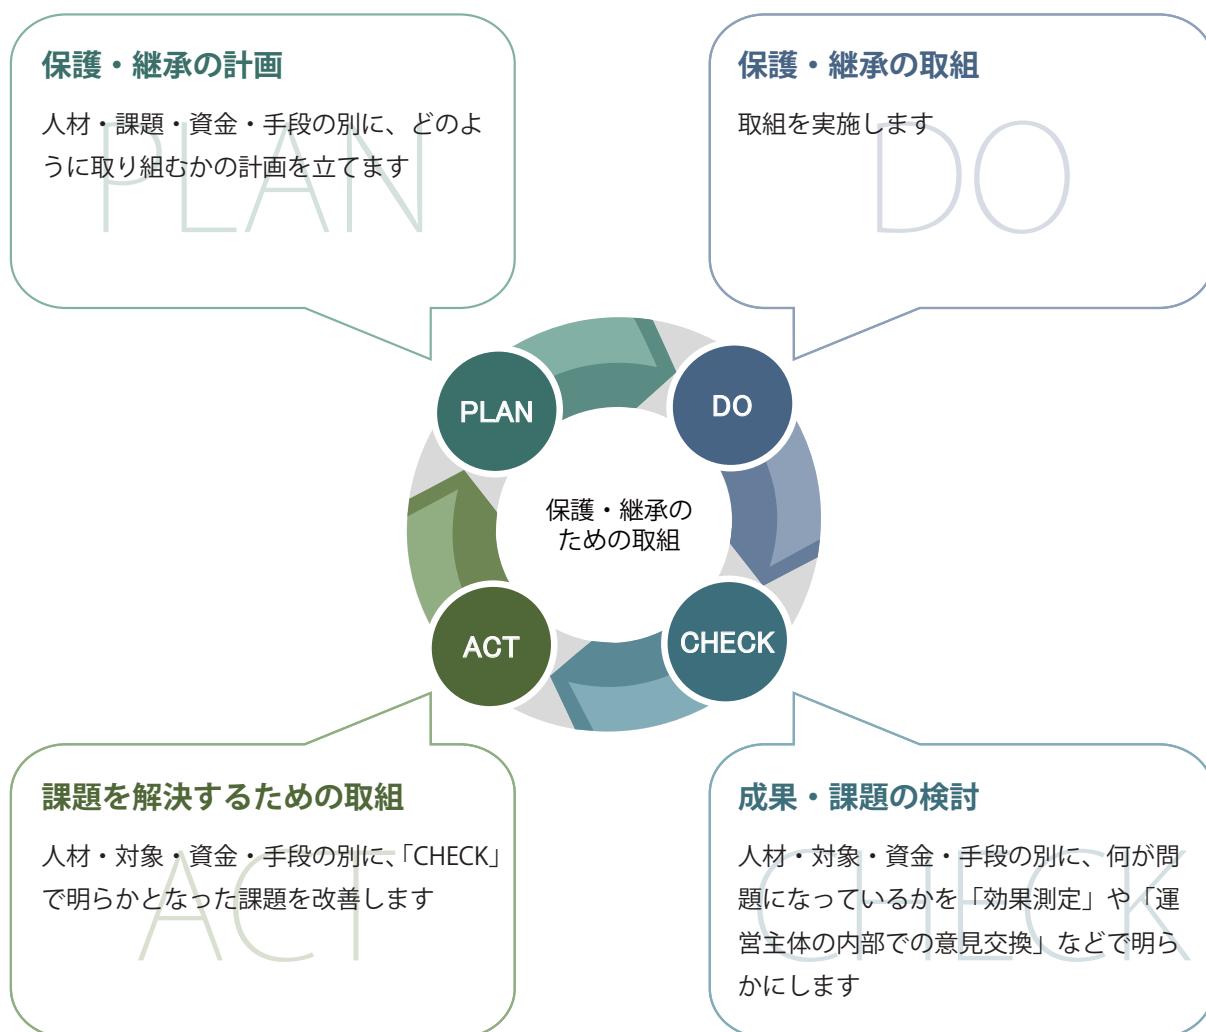 保護・継承の計画
人材・課題・資金・手段の別に、どのよ
うに取り組むかの計画を立てます
PLAN
保護・継承の取組
取組を実施します
DO
PLAN
DO
保護・継承の
ための取組
ACT
CHECK
課題を解決するための取組
人材・対象・資金・手段の別に、「CHECK」
で明らかとなった課題を改善します
ACT
成果・課題の検討
人材・対象・資金・手段の別に、何が問
題になっているかを「効果測定」や「運
営主体の内部での意見交換」などで明ら
かにします
CHECK